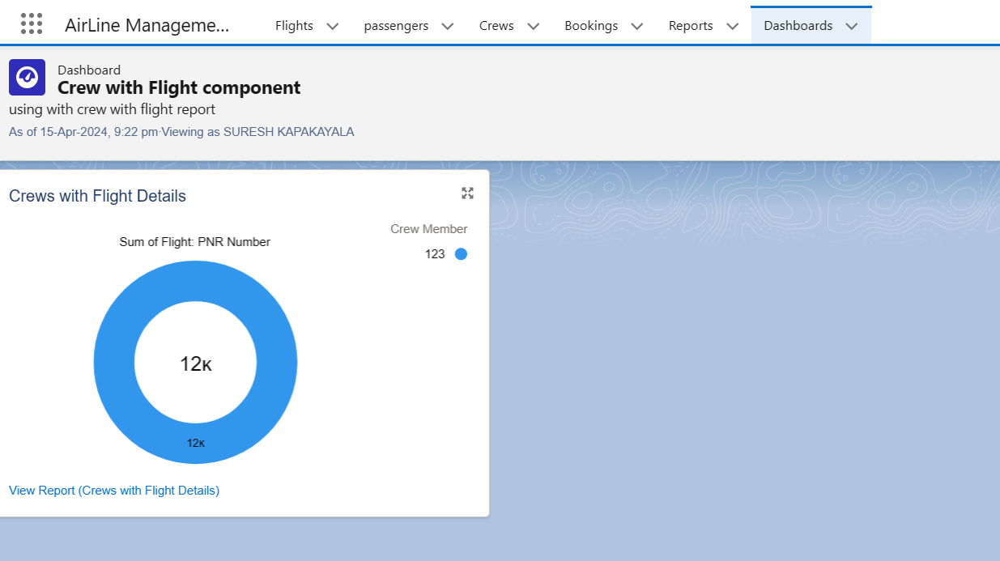 AirLine Manageme...
Flights
passengers
Crews
Bookings
Reports
Dashboards
Dashboard
Crew with Flight component
using with crew with flight report
As of 15-Apr-2024, 9:22 pm·Viewing as SURESH KAPAKAYALA
Crews with Flight Details
Crew Member
123
Sum of Flight: PNR Number
12K
12K
View Report (Crews with Flight Details)